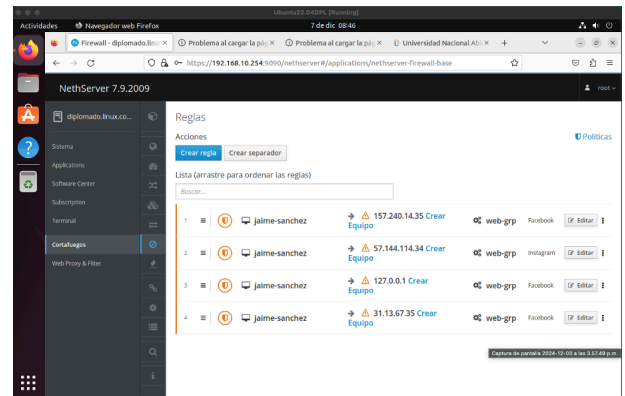 Ubuntu22.04DPL [Running]
Actividades Navegador web Firefox 7 de dic 08:46
Firewall - diplomado.linux × Problema al cargar la pág × Problema al cargar la pág × Universidad Nacional Abi × +
https://192.168.10.254:9090/nethserver#/applications/nethserver-firewall-base
NethServer 7.9.2009 root
diplomado.linux.co...
Sistema
Applications
Software Center
Subscription
Terminal
Cortafuegos
Web Proxy & Filter
Reglas
Acciones
Políticas
Crear regla Crear separador
Lista (arrastre para ordenar las reglas)
Buscar...
1 jaime-sanchez 157.240.14.35 Crear Equipo web-grp Facebook Editar
2 jaime-sanchez 57.144.114.34 Crear Equipo web-grp Instagram Editar
3 jaime-sanchez 127.0.0.1 Crear Equipo web-grp Facebook Editar
4 jaime-sanchez 31.13.67.35 Crear Equipo web-grp Facebook Editar
Captura de pantalla 2024-12-03 a las 3.57.49 p.m.